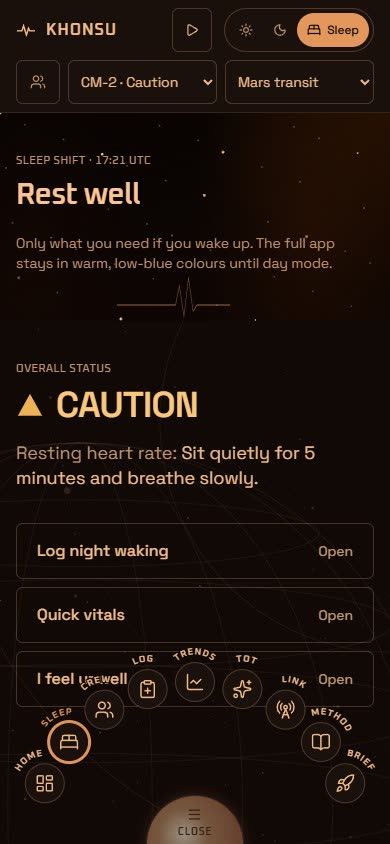 KHONSU
Sleep
CM-2 · Caution
Mars transit
SLEEP SHIFT · 17:21 UTC
Rest well
Only what you need if you wake up. The full app
stays in warm, low-blue colours until day mode.
OVERALL STATUS
CAUTION
Resting heart rate: Sit quietly for 5
minutes and breathe slowly.
Log night waking
Open
Quick vitals
Open
I feel unwell
Open
HOME
SLEEP
CREW
LOG
TRENDS
TOT
LINK
METHOD
BRIEF
CLOSE